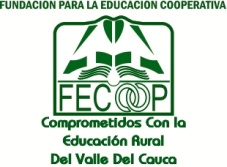 FUNDACION PARA LA EDUCACION COOPERATIVA
FECOOP
Comprometidos Con la
Educación Rural
Del Valle Del Cauca